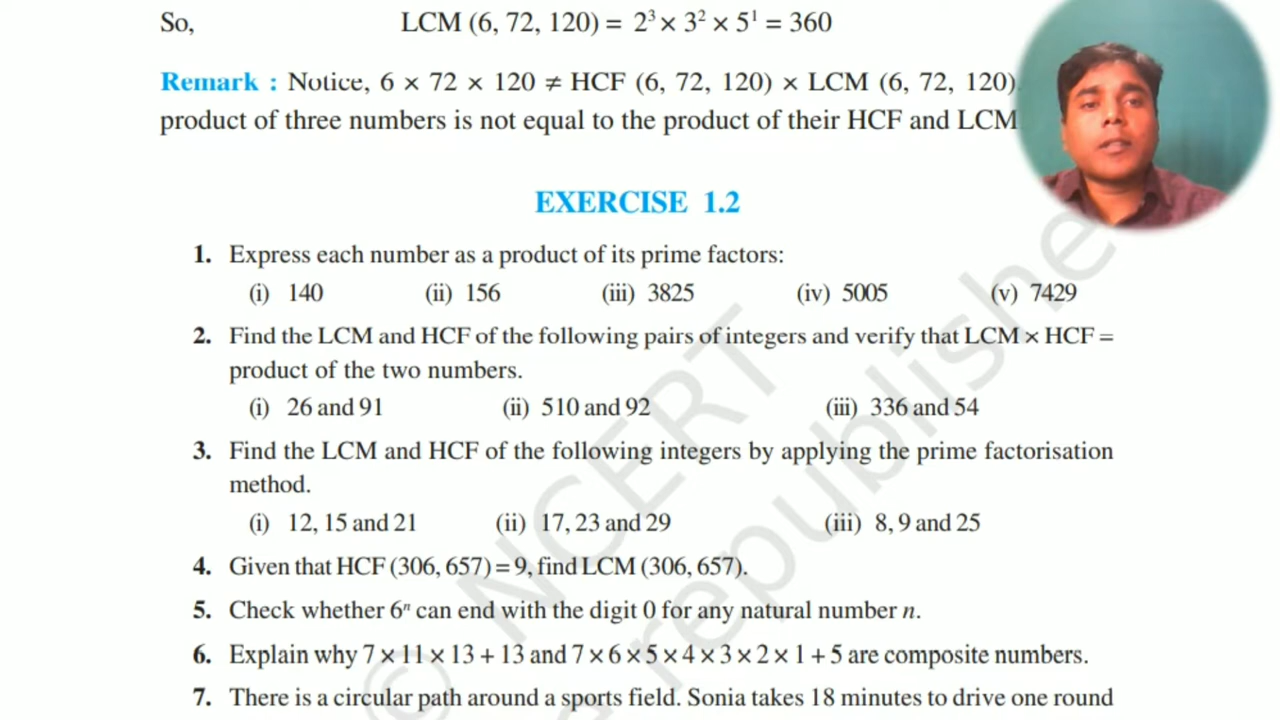 So, LCM (6, 72, 120) = 2³ × 3² × 5¹ = 360
Remark : Notice, 6 × 72 × 120 ≠ HCF (6, 72, 120) × LCM (6, 72, 120)
product of three numbers is not equal to the product of their HCF and LCM
EXERCISE 1.2
1. Express each number as a product of its prime factors:
(i) 140 (ii) 156 (iii) 3825 (iv) 5005 (v) 7429
2. Find the LCM and HCF of the following pairs of integers and verify that LCM × HCF =
product of the two numbers.
(i) 26 and 91 (ii) 510 and 92 (iii) 336 and 54
3. Find the LCM and HCF of the following integers by applying the prime factorisation
method.
(i) 12, 15 and 21 (ii) 17, 23 and 29 (iii) 8, 9 and 25
4. Given that HCF (306, 657) = 9, find LCM (306, 657).
5. Check whether 6ⁿ can end with the digit 0 for any natural number n.
6. Explain why 7 × 11 × 13 + 13 and 7 × 6 × 5 × 4 × 3 × 2 × 1 + 5 are composite numbers.
7. There is a circular path around a sports field. Sonia takes 18 minutes to drive one round
© NCERT
republishe